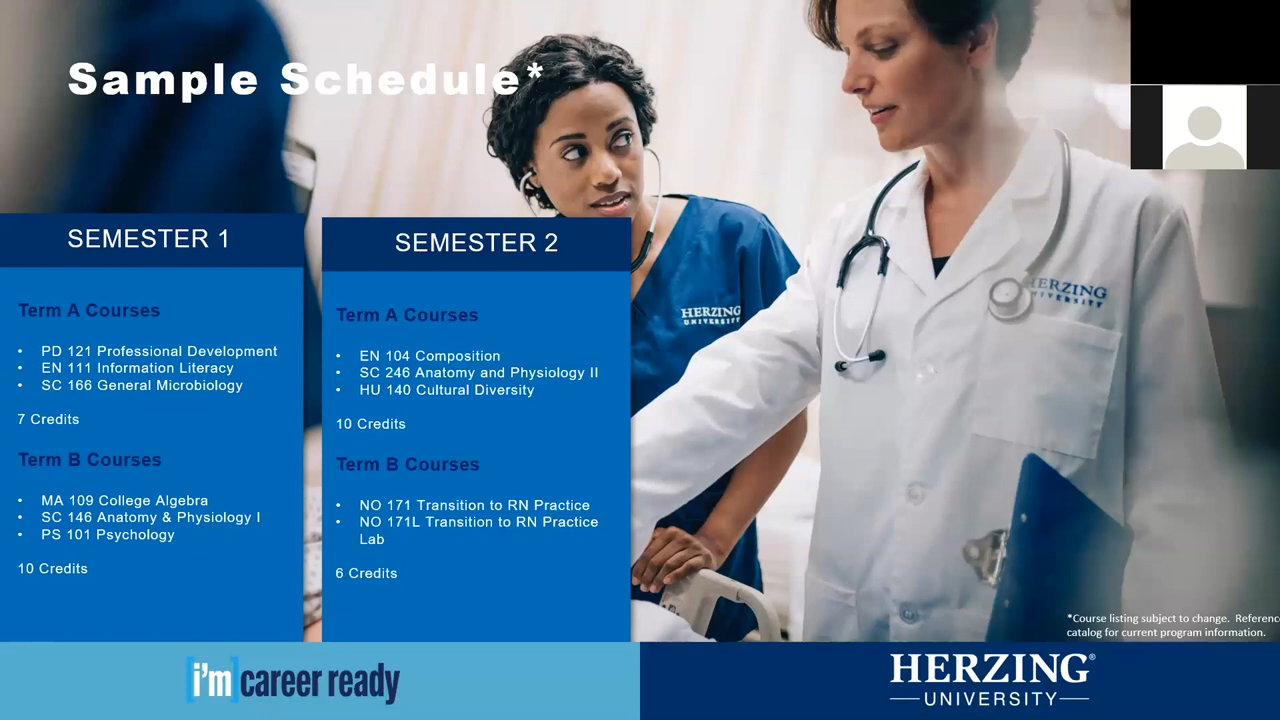 Sample Schedule*
SEMESTER 1
Term A Courses
• PD 121 Professional Development
• EN 111 Information Literacy
• SC 166 General Microbiology
7 Credits
Term B Courses
• MA 109 College Algebra
• SC 146 Anatomy & Physiology I
• PS 101 Psychology
10 Credits
SEMESTER 2
Term A Courses
• EN 104 Composition
• SC 246 Anatomy and Physiology II
• HU 140 Cultural Diversity
10 Credits
Term B Courses
• NO 171 Transition to RN Practice
• NO 171L Transition to RN Practice
Lab
6 Credits
HERZING
UNIVERSITY
HERZING
UNIVERSITY
*Course listing subject to change. Referenc
catalog for current program information.
[i'm] career ready
HERZING®
UNIVERSITY